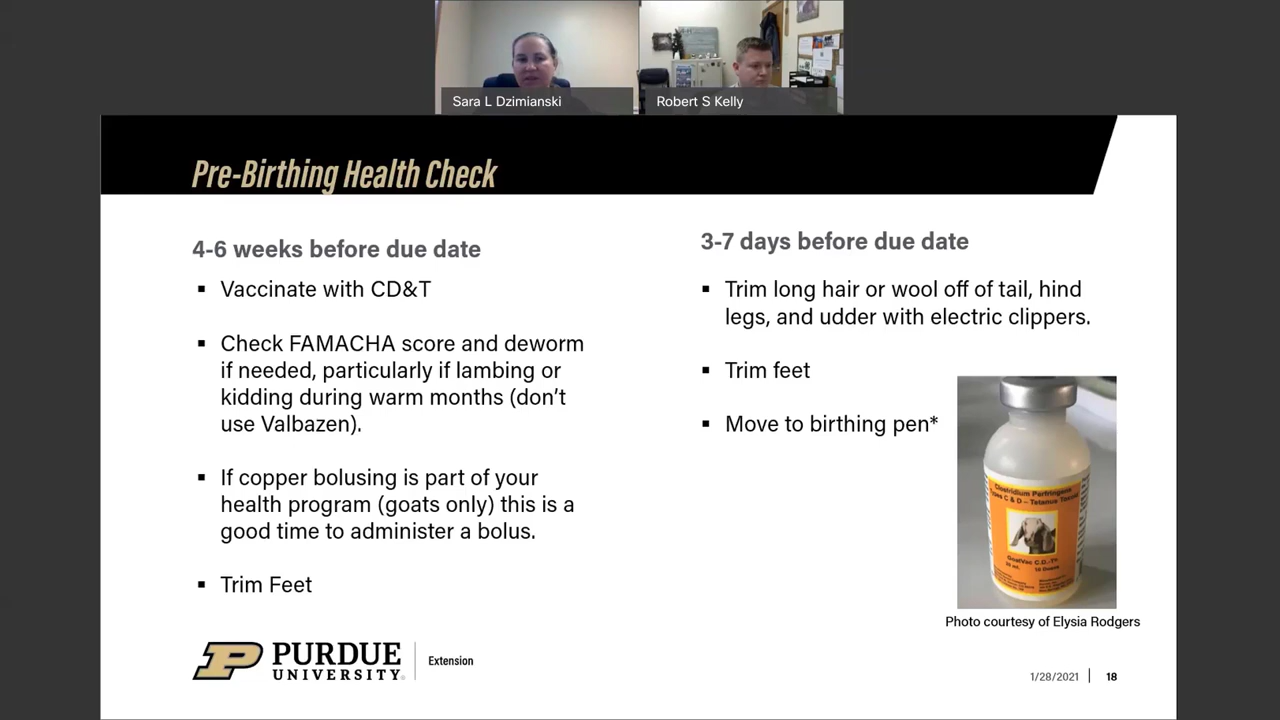 Sara L Dzimianski
Robert S Kelly
Pre-Birthing Health Check
4-6 weeks before due date
▪ Vaccinate with CD&T
▪ Check FAMACHA score and deworm
if needed, particularly if lambing or
kidding during warm months (don't
use Valbazen).
▪ If copper bolusing is part of your
health program (goats only) this is a
good time to administer a bolus.
▪ Trim Feet
3-7 days before due date
▪ Trim long hair or wool off of tail, hind
legs, and udder with electric clippers.
▪ Trim feet
▪ Move to birthing pen*
Clostridium Perfringens
Types C & D – Tetanus Toxoid
GoatVac C.D.-T
Photo courtesy of Elysia Rodgers
PURDUE
UNIVERSITY
Extension
1/28/2021
18